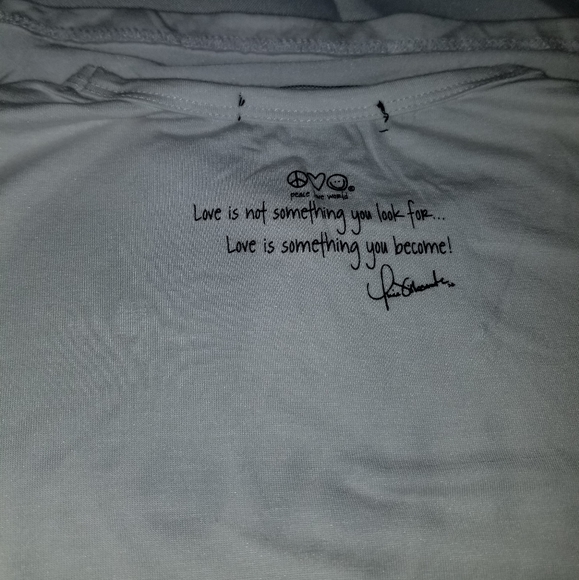 peace love world
Love is not something you look for...
Love is something you become!